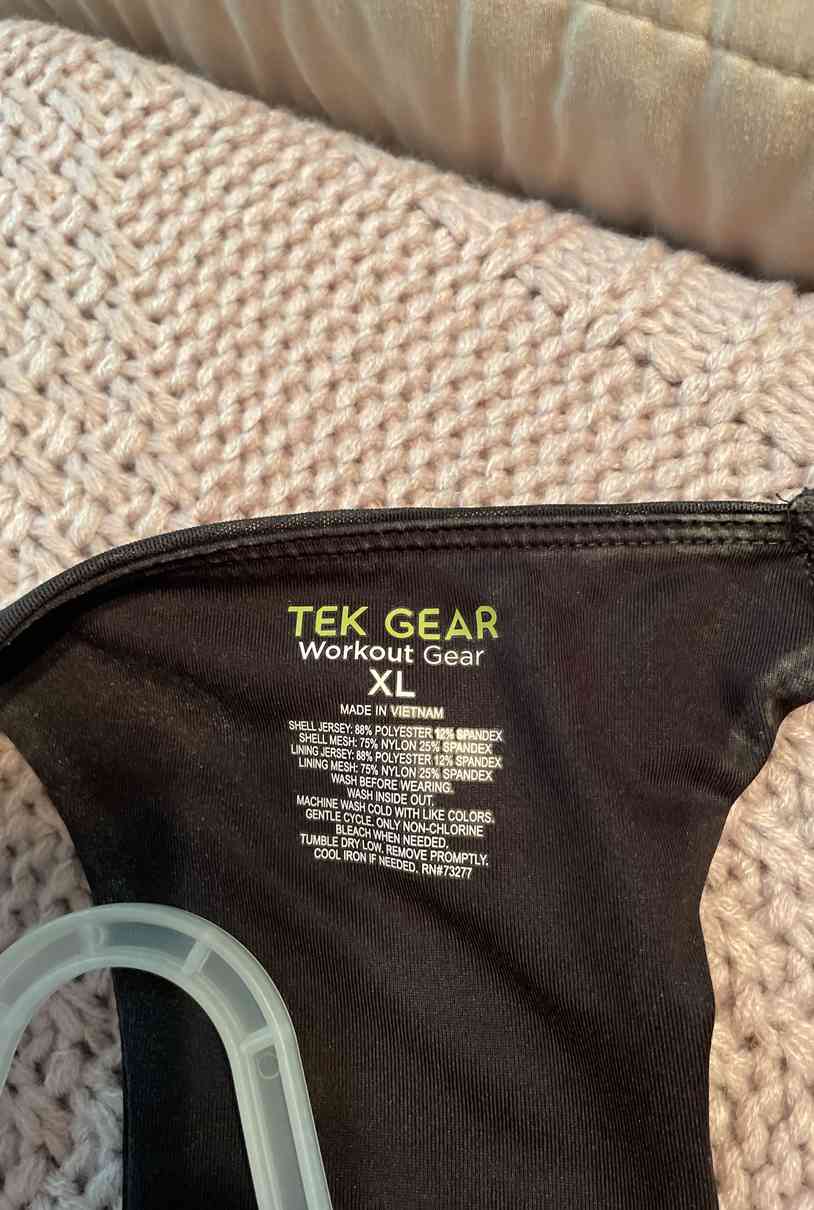 TEK GEAR
Workout Gear
XL
MADE IN VIETNAM
SHELL JERSEY: 88% POLYESTER 12% SPANDEX
SHELL MESH: 75% NYLON 25% SPANDEX
LINING JERSEY: 88% POLYESTER 12% SPANDEX
LINING MESH: 75% NYLON 25% SPANDEX
WASH BEFORE WEARING.
WASH INSIDE OUT.
MACHINE WASH COLD WITH LIKE COLORS.
GENTLE CYCLE. ONLY NON-CHLORINE
BLEACH WHEN NEEDED.
TUMBLE DRY LOW. REMOVE PROMPTLY.
COOL IRON IF NEEDED. RN#73277